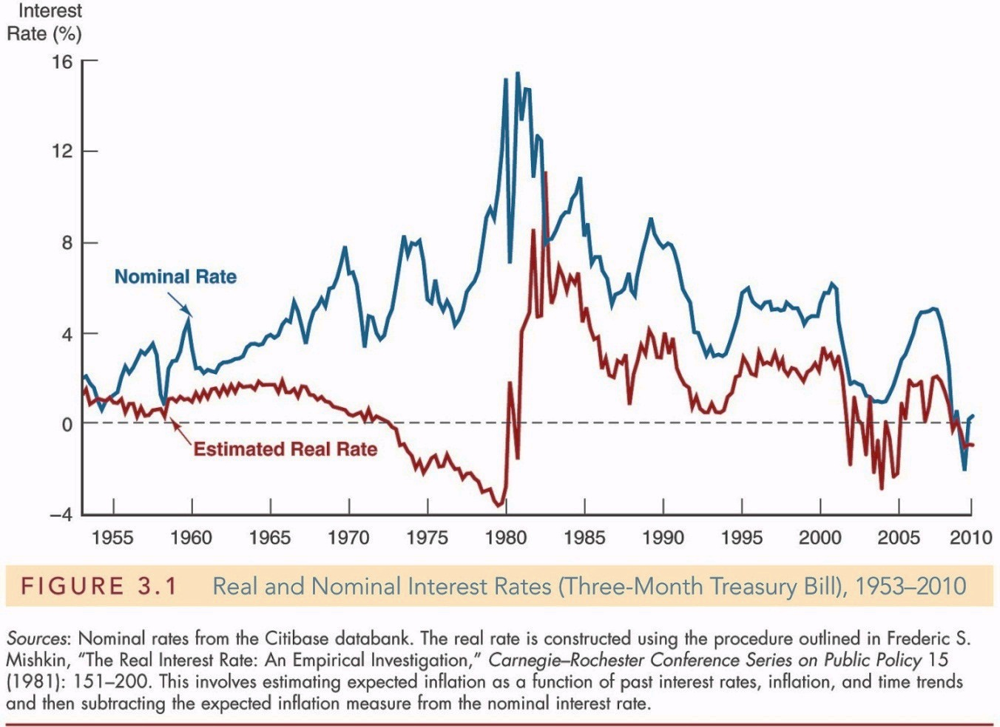 Interest
Rate (%)
16
12
8
4
0
–4
Nominal Rate
Estimated Real Rate
1955 1960 1965 1970 1975 1980 1985 1990 1995 2000 2005 2010
FIGURE 3.1 Real and Nominal Interest Rates (Three-Month Treasury Bill), 1953–2010
Sources: Nominal rates from the Citibase databank. The real rate is constructed using the procedure outlined in Frederic S.
Mishkin, “The Real Interest Rate: An Empirical Investigation,” Carnegie–Rochester Conference Series on Public Policy 15
(1981): 151–200. This involves estimating expected inflation as a function of past interest rates, inflation, and time trends
and then subtracting the expected inflation measure from the nominal interest rate.